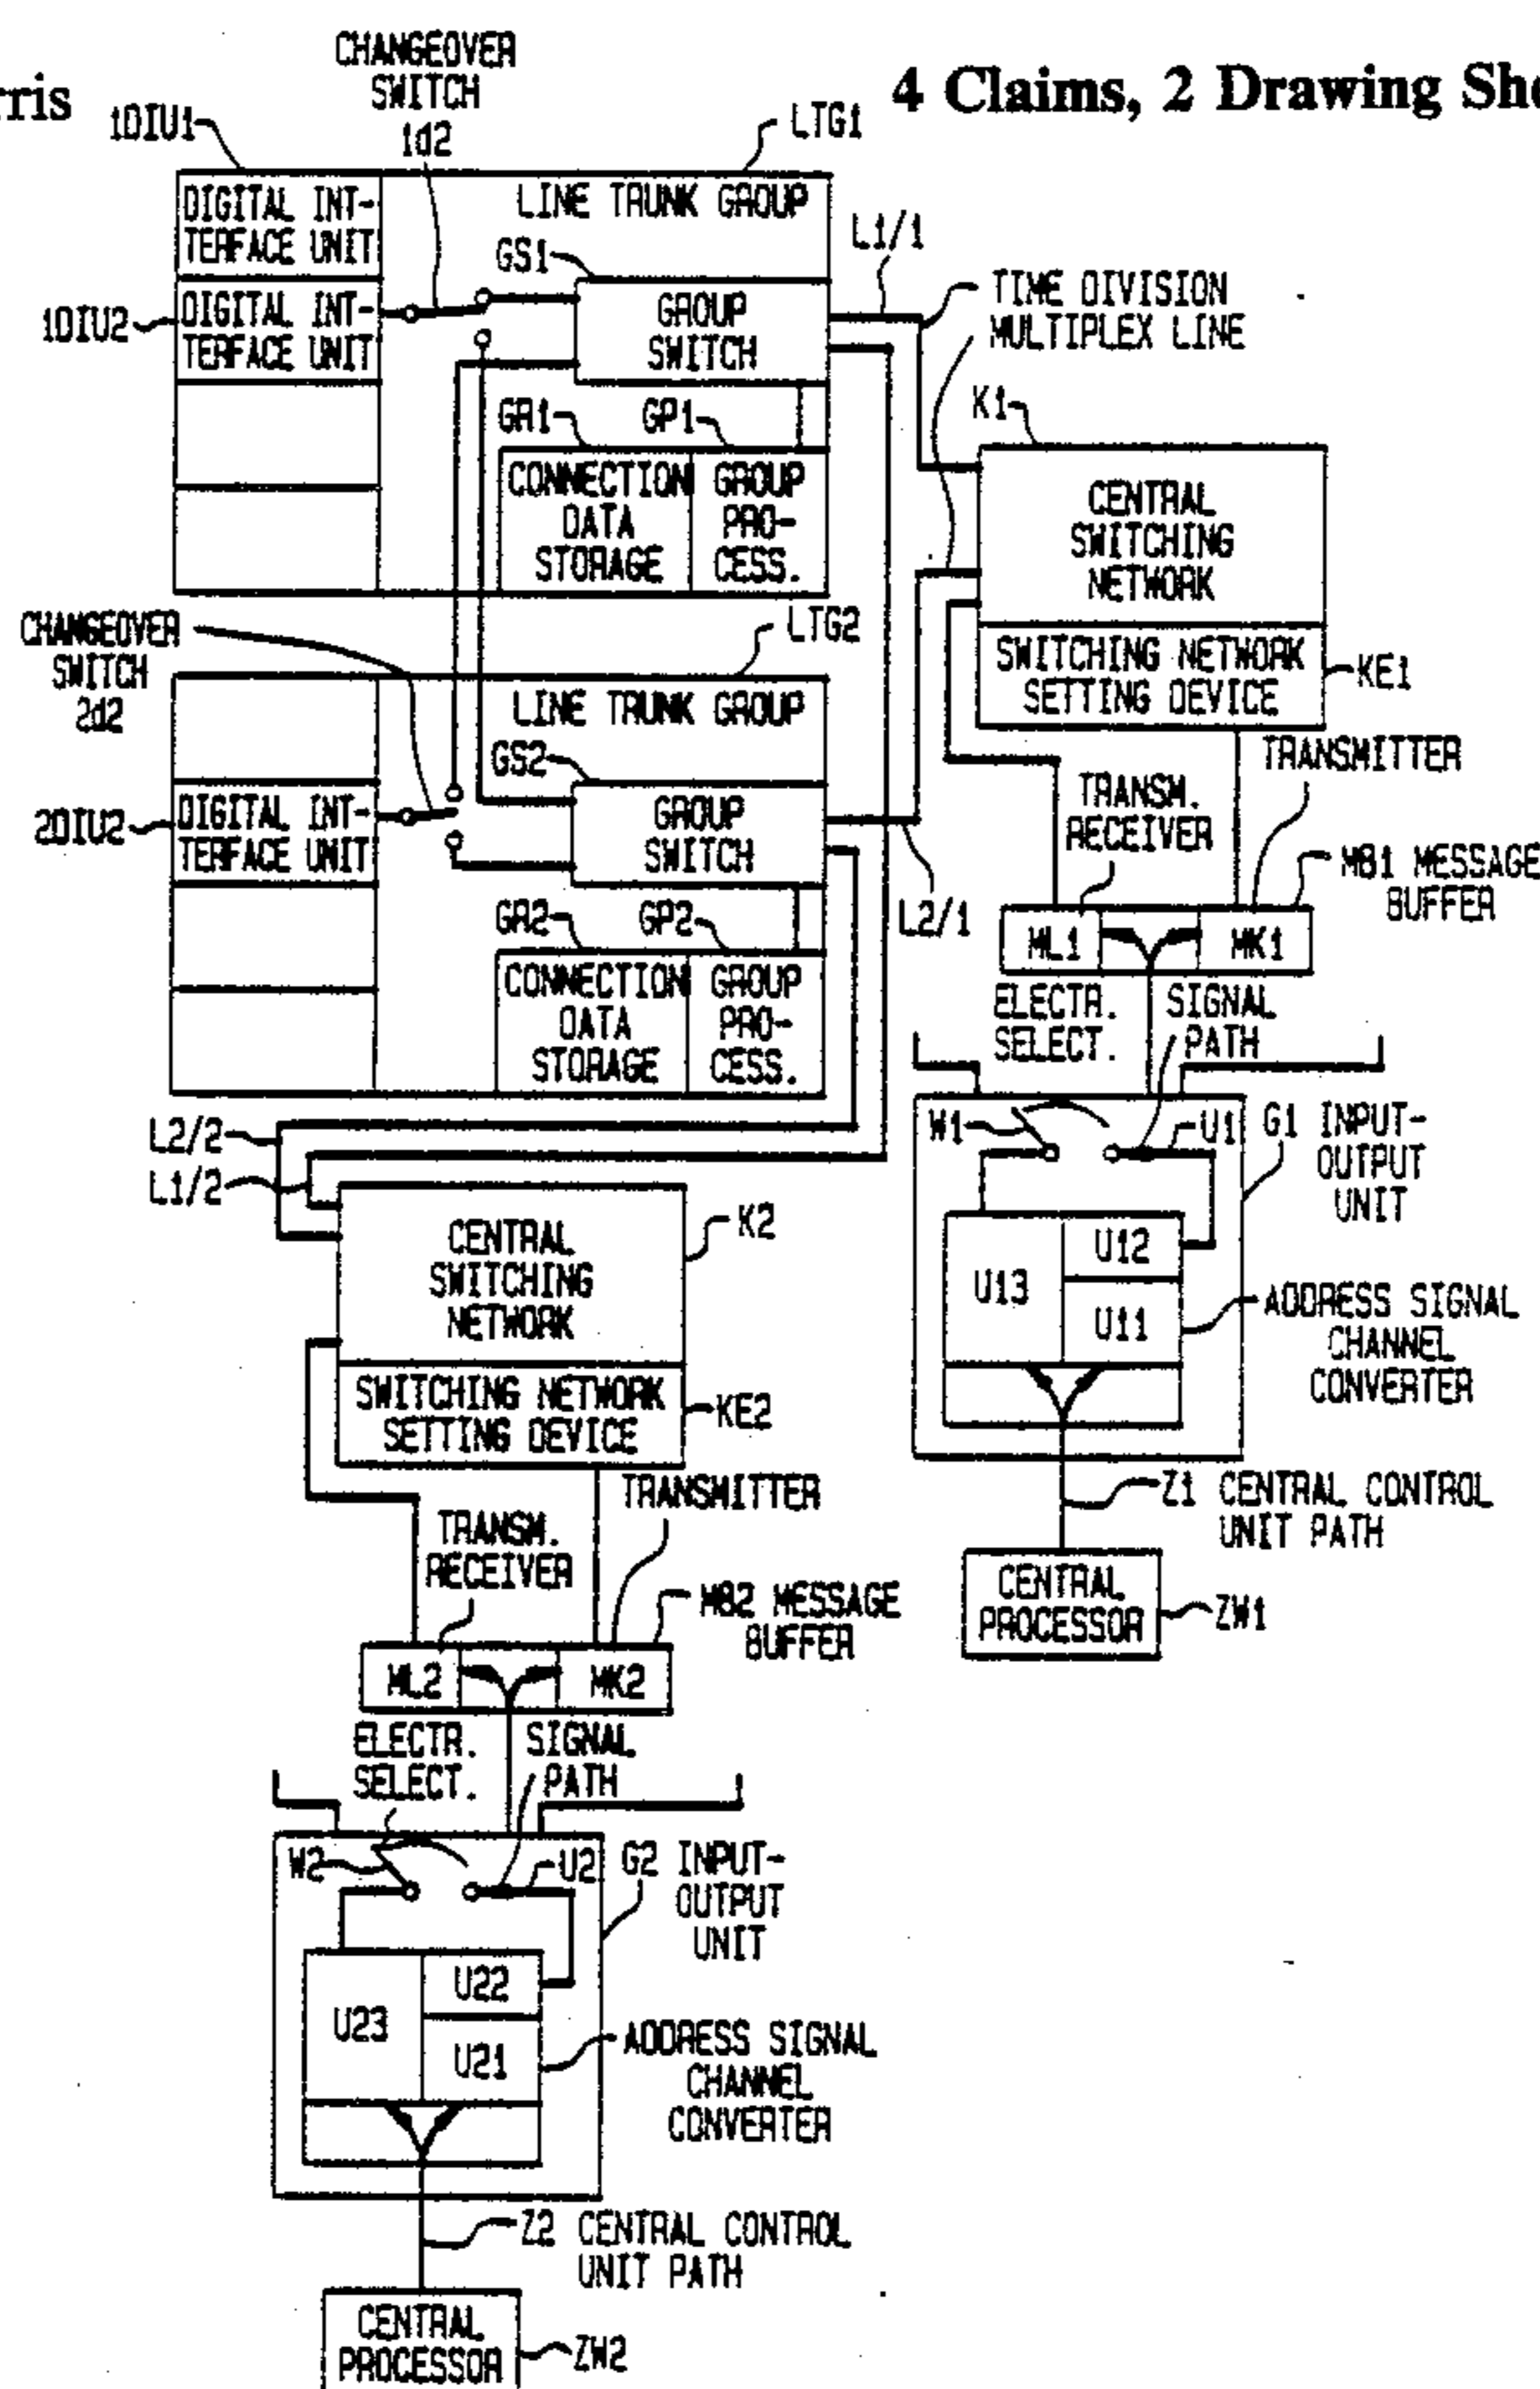 rris
4 Claims, 2 Drawing She
CHANGEOVER
SWITCH
1d2
1DIU1
LTG1
DIGITAL INT-
TERFACE UNIT
LINE TRUNK GROUP
L1/1
GS1
TIME DIVISION
MULTIPLEX LINE
1DIU2
DIGITAL INT-
TERFACE UNIT
GROUP
SWITCH
K1
GR1
GP1
CONNECTION
DATA
STORAGE
GROUP
PRO-
CESS.
CENTRAL
SWITCHING
NETWORK
CHANGEOVER
SWITCH
2d2
LTG2
SWITCHING NETWORK
SETTING DEVICE
KE1
LINE TRUNK GROUP
GS2
TRANSMITTER
2DIU2
DIGITAL INT-
TERFACE UNIT
GROUP
SWITCH
TRANSM.
RECEIVER
MB1 MESSAGE
BUFFER
L2/1
GR2
GP2
ML1
MK1
CONNECTION
DATA
STORAGE
GROUP
PRO-
CESS.
ELECTR.
SELECT.
SIGNAL
PATH
L2/2
L1/2
W1
U1
G1 INPUT-
OUTPUT
UNIT
K2
CENTRAL
SWITCHING
NETWORK
U12
U13
U11
ADDRESS SIGNAL
CHANNEL
CONVERTER
SWITCHING NETWORK
SETTING DEVICE
KE2
TRANSMITTER
Z1 CENTRAL CONTROL
UNIT PATH
TRANSM.
RECEIVER
CENTRAL
PROCESSOR
ZW1
MB2 MESSAGE
BUFFER
ML2
MK2
ELECTR.
SELECT.
SIGNAL
PATH
W2
U2
G2 INPUT-
OUTPUT
UNIT
U22
U23
U21
ADDRESS SIGNAL
CHANNEL
CONVERTER
Z2 CENTRAL CONTROL
UNIT PATH
CENTRAL
PROCESSOR
ZW2